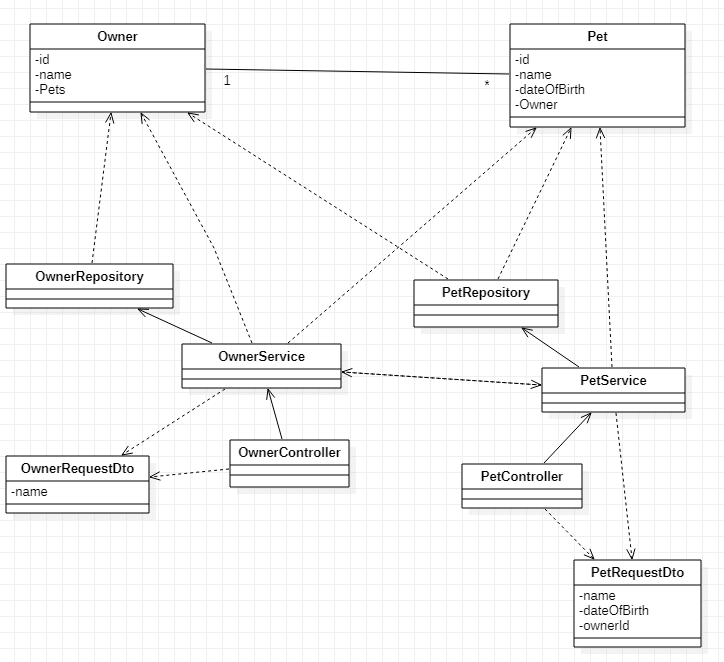 Owner
-id
-name
-Pets
Pet
-id
-name
-dateOfBirth
-Owner
1
*
OwnerRepository
PetRepository
OwnerService
PetService
OwnerController
OwnerRequestDto
-name
PetController
PetRequestDto
-name
-dateOfBirth
-ownerId